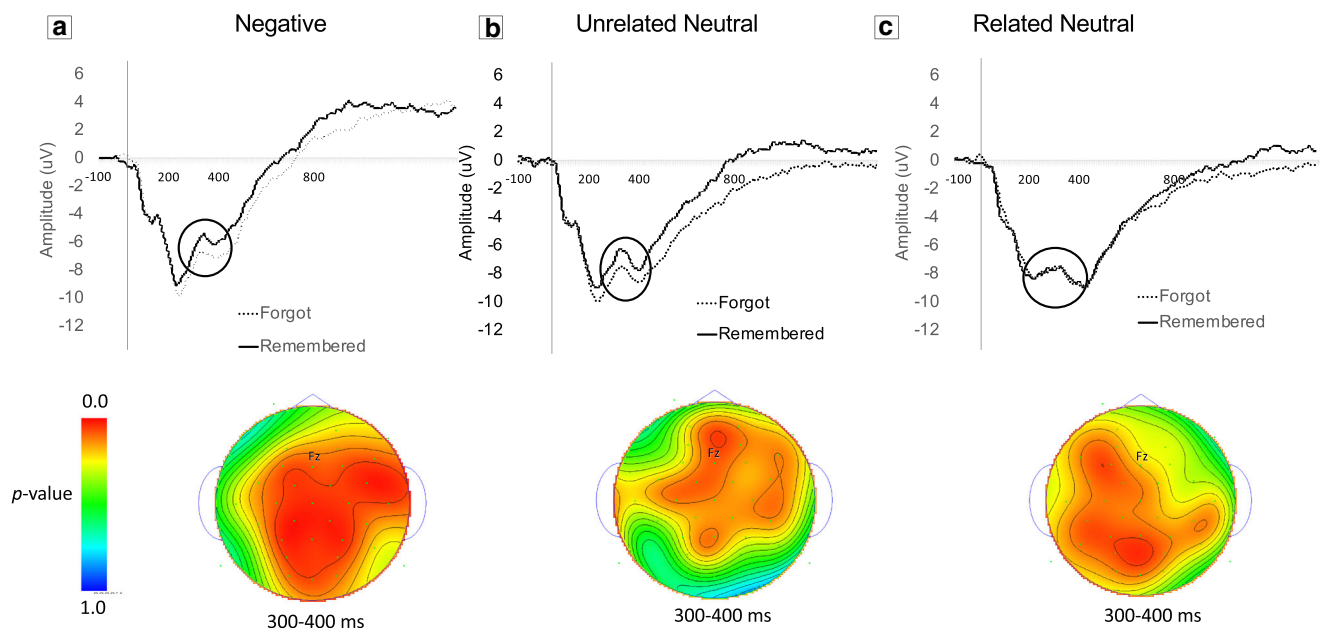 a Negative
6
4
2
0
-2
-4
-6
-8
-10
-12
Amplitude (uV)
-100 200 400 800
Forgot
Remembered
b Unrelated Neutral
6
4
2
0
-2
-4
-6
-8
-10
-12
Amplitude (uV)
-100 200 400 800
Forgot
Remembered
c Related Neutral
6
4
2
0
-2
-4
-6
-8
-10
-12
Amplitude (uV)
-100 200 400 800
Forgot
Remembered
0.0
p-value
1.0
Fz
300-400 ms
Fz
300-400 ms
Fz
300-400 ms